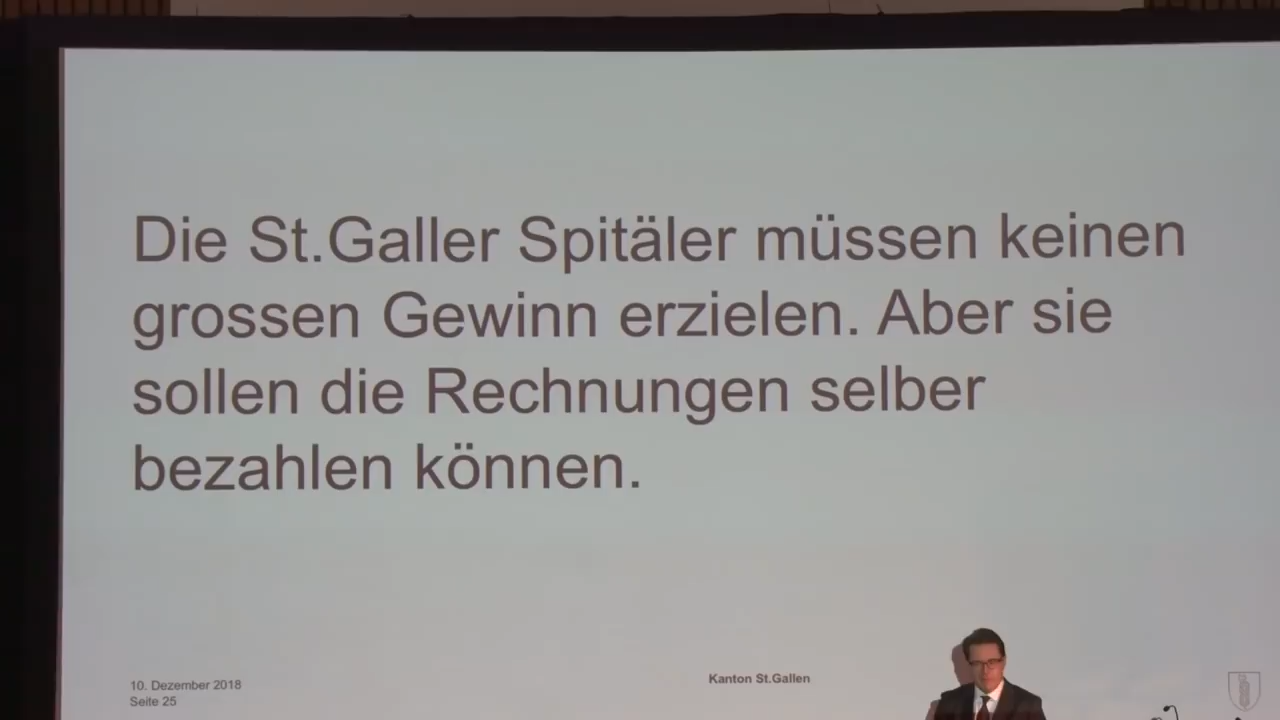 Die St.Galler Spitäler müssen keinen
grossen Gewinn erzielen. Aber sie
sollen die Rechnungen selber
bezahlen können.
10. Dezember 2018
Seite 25
Kanton St.Gallen